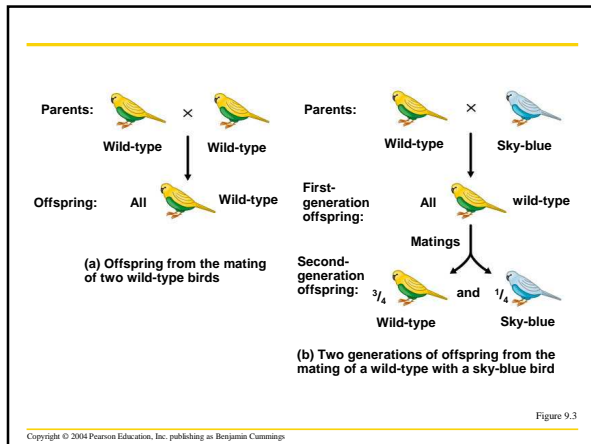 Parents:
×
Wild-type
Wild-type
Offspring:
All
Wild-type
(a) Offspring from the mating
of two wild-type birds
Parents:
×
Wild-type
Sky-blue
First-
generation
offspring:
All
wild-type
Matings
Second-
generation
offspring:
3/4
and
1/4
Wild-type
Sky-blue
(b) Two generations of offspring from the
mating of a wild-type with a sky-blue bird
Figure 9.3
Copyright © 2004 Pearson Education, Inc. publishing as Benjamin Cummings